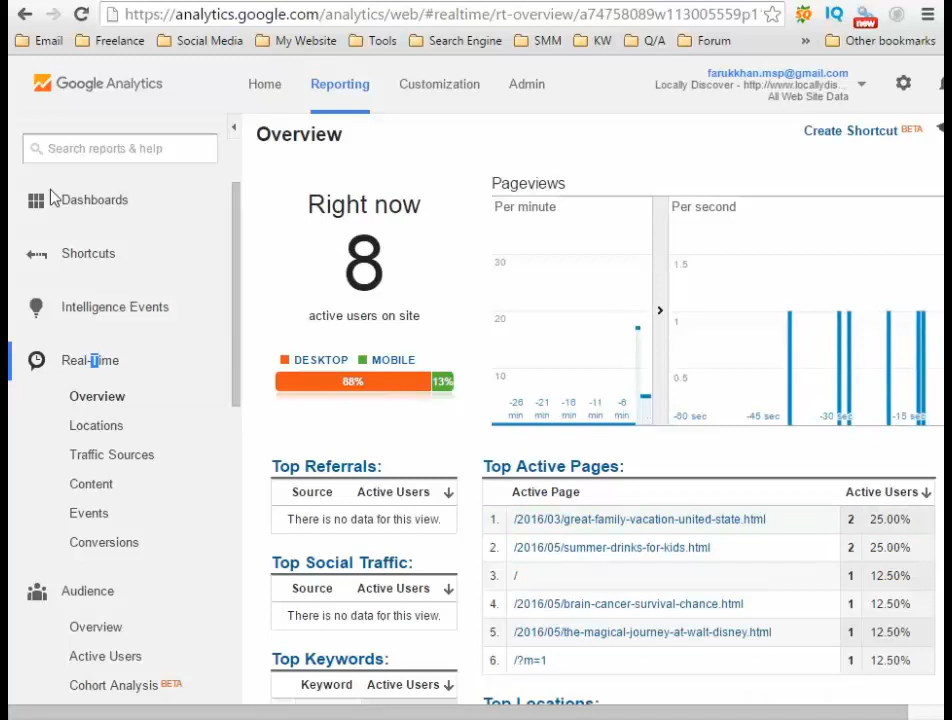 https://analytics.google.com/analytics/web/#realtime/rt-overview/a74758089w113005559p1
IQ
now
Email Freelance Social Media My Website Tools Search Engine SMM KW Q/A Forum » Other bookmarks
Google Analytics
Home Reporting Customization Admin
farukkhan.msp@gmail.com
Locally Discover - http://www.locallydis...
All Web Site Data
Search reports & help
Overview
Create Shortcut BETA
Dashboards
Shortcuts
Intelligence Events
Real-Time
Overview
Locations
Traffic Sources
Content
Events
Conversions
Audience
Overview
Active Users
Cohort Analysis BETA
Right now
8
active users on site
DESKTOP MOBILE
88% 13%
Pageviews
Per minute
30
20
10
-26 min -21 min -16 min -11 min -6 min
Per second
1.5
1
0.5
-60 sec -45 sec -30 sec -15 sec
Top Referrals:
Source Active Users
There is no data for this view.
Top Social Traffic:
Source Active Users
There is no data for this view.
Top Keywords:
Keyword Active Users
Top Active Pages:
Active Page Active Users
1. /2016/03/great-family-vacation-united-state.html 2 25.00%
2. /2016/05/summer-drinks-for-kids.html 2 25.00%
3. / 1 12.50%
4. /2016/05/brain-cancer-survival-chance.html 1 12.50%
5. /2016/05/the-magical-journey-at-walt-disney.html 1 12.50%
6. /?m=1 1 12.50%
Top Locations: